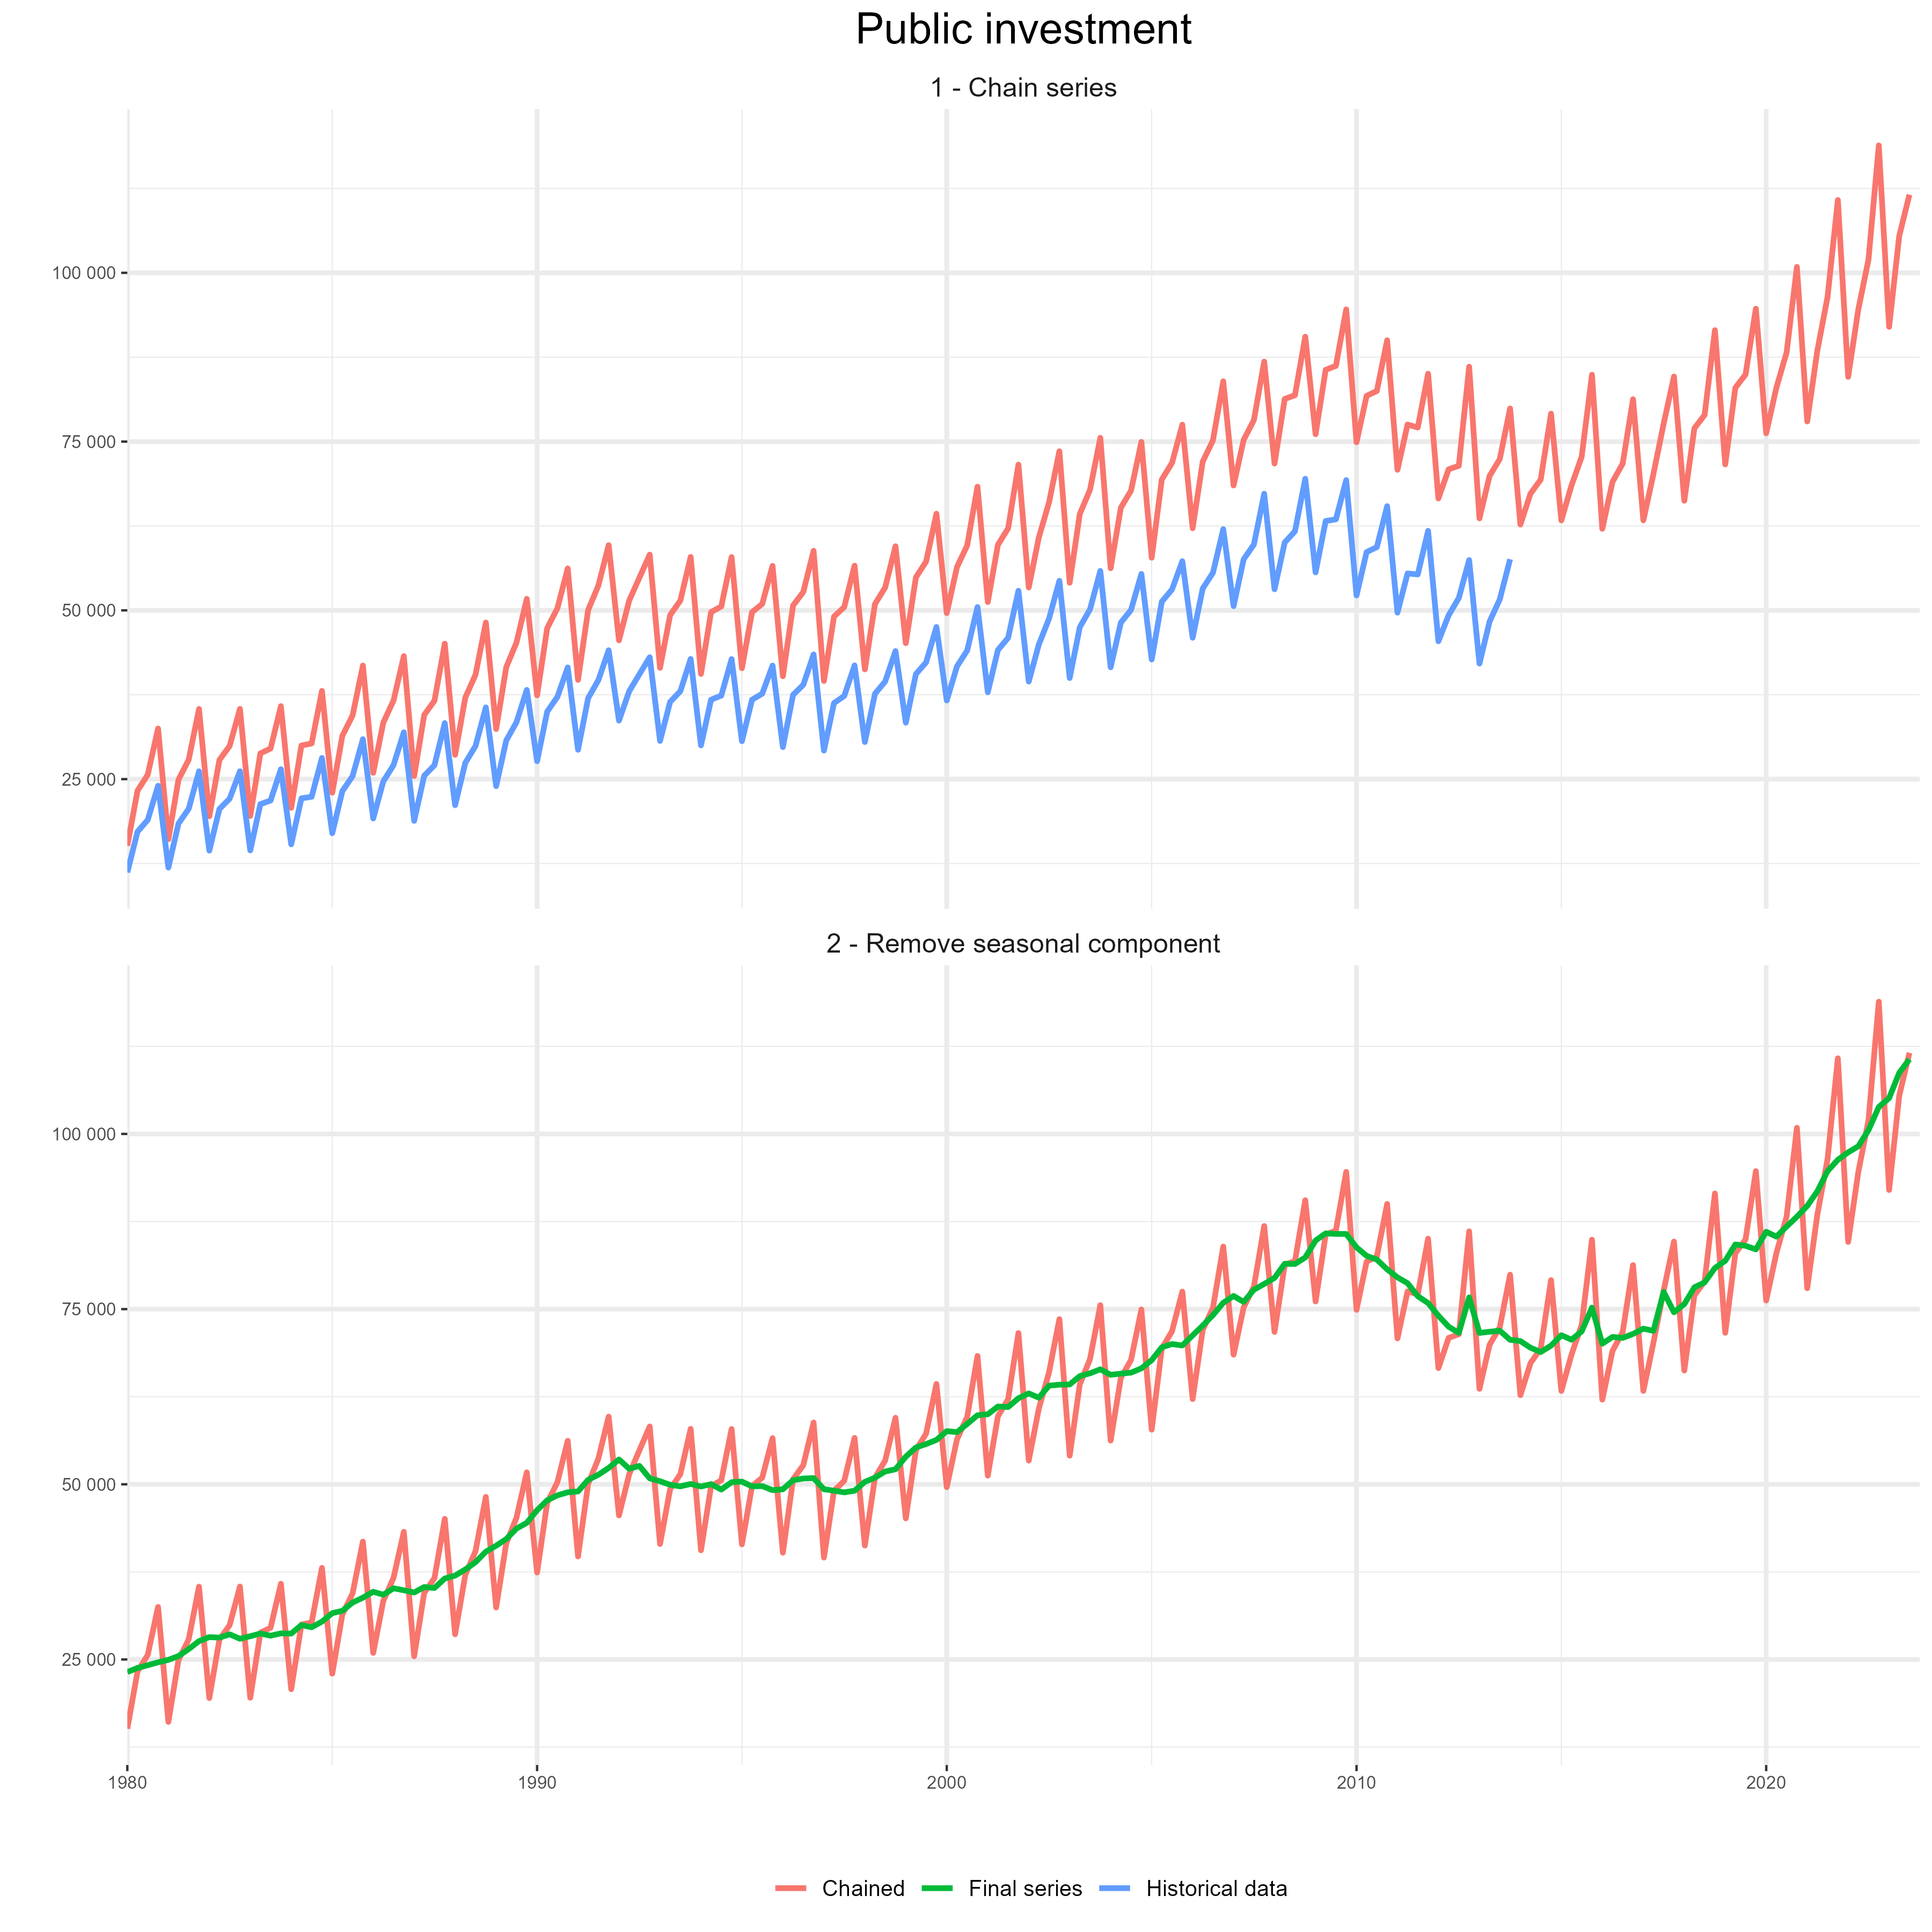 Public investment
1 - Chain series
100 000
75 000
50 000
25 000
2 - Remove seasonal component
100 000
75 000
50 000
25 000
1980 1990 2000 2010 2020
Chained Final series Historical data